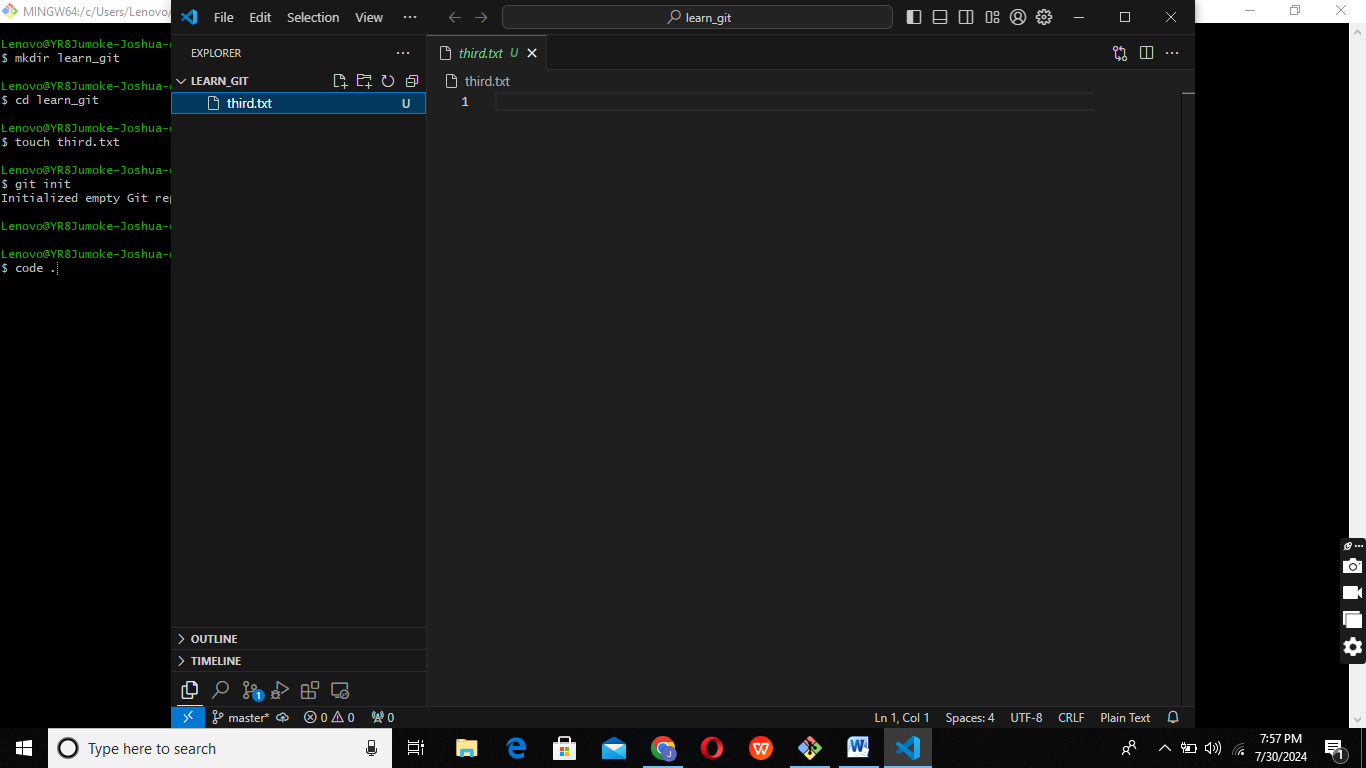 MINGW64:/c/Users/Lenovo/
Lenovo@YR8Jumoke-Joshua-
$ mkdir learn_git
Lenovo@YR8Jumoke-Joshua-
$ cd learn_git
Lenovo@YR8Jumoke-Joshua-
$ touch third.txt
Lenovo@YR8Jumoke-Joshua-
$ git init
Initialized empty Git rep
Lenovo@YR8Jumoke-Joshua-
Lenovo@YR8Jumoke-Joshua-
$ code .
File Edit Selection View ··· learn_git
EXPLORER ···
LEARN_GIT
third.txt U
OUTLINE
TIMELINE
1
third.txt U
third.txt
1
master* 0 0 0 Ln 1, Col 1 Spaces: 4 UTF-8 CRLF Plain Text
Type here to search
J
W
W
7:57 PM
7/30/2024
1